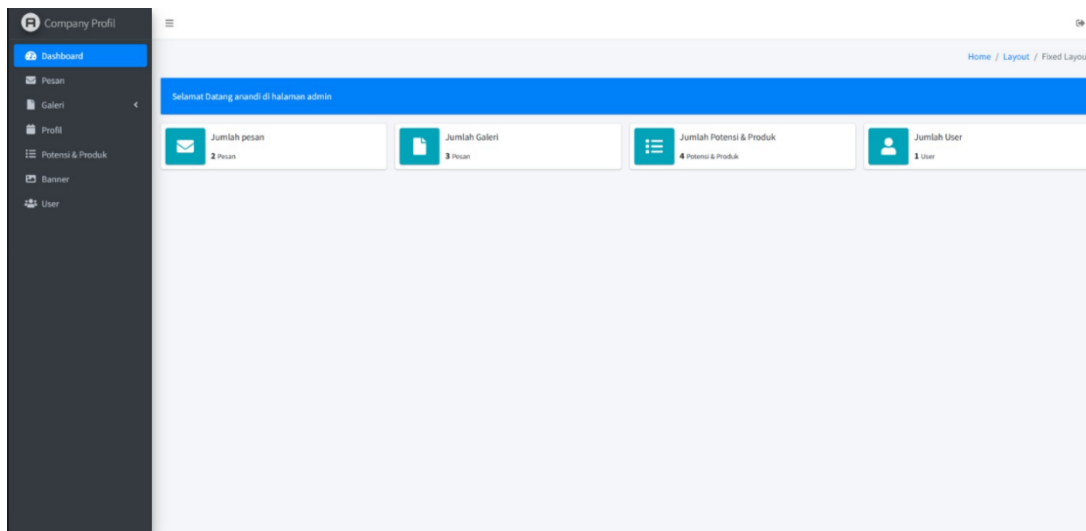 Company Profil
Dashboard
Pesan
Galeri
Profil
Potensi & Produk
Banner
User
Home / Layout / Fixed Layou
Selamat Datang anandi di halaman admin
Jumlah pesan
2 Pesan
Jumlah Galeri
3 Pesan
Jumlah Potensi & Produk
4 Potensi & Produk
Jumlah User
1 User